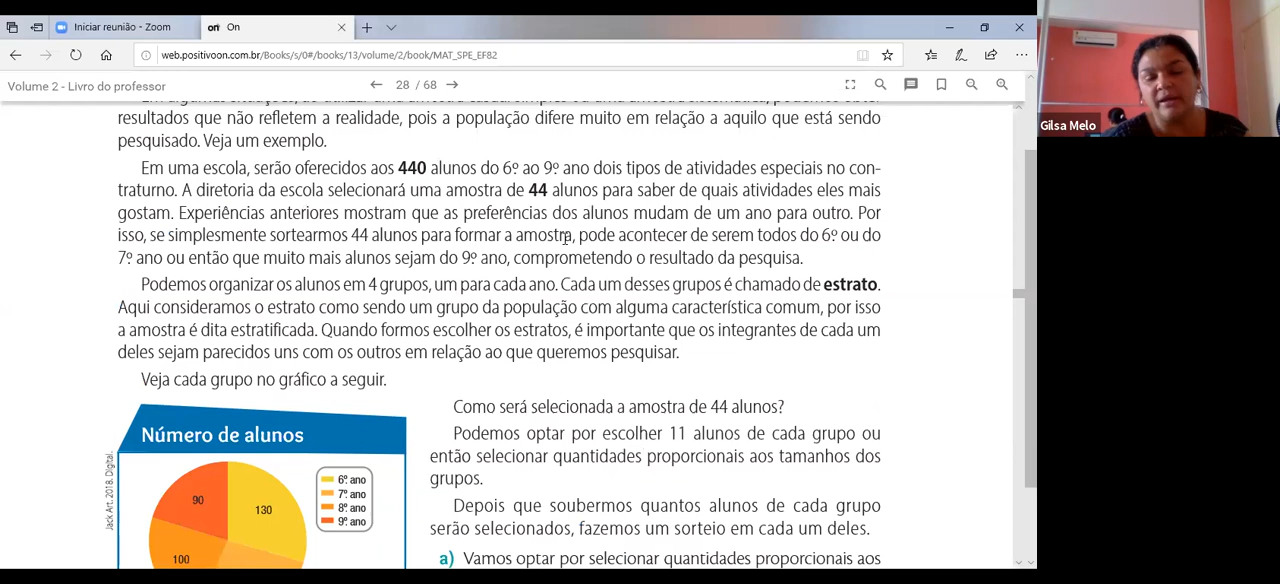 Iniciar reunião - Zoom
On
web.positivoon.com.br/Books/s/0#/books/13/volume/2/book/MAT_SPE_EF82
Volume 2 - Livro do professor
28 / 68
resultados que não refletem a realidade, pois a população difere muito em relação a aquilo que está sendo
pesquisado. Veja um exemplo.
Em uma escola, serão oferecidos aos 440 alunos do 6º ao 9º ano dois tipos de atividades especiais no con-
traturno. A diretoria da escola selecionará uma amostra de 44 alunos para saber de quais atividades eles mais
gostam. Experiências anteriores mostram que as preferências dos alunos mudam de um ano para outro. Por
isso, se simplesmente sortearmos 44 alunos para formar a amostra, pode acontecer de serem todos do 6º ou do
7º ano ou então que muito mais alunos sejam do 9º ano, comprometendo o resultado da pesquisa.
Podemos organizar os alunos em 4 grupos, um para cada ano. Cada um desses grupos é chamado de estrato.
Aqui consideramos o estrato como sendo um grupo da população com alguma característica comum, por isso
a amostra é dita estratificada. Quando formos escolher os estratos, é importante que os integrantes de cada um
deles sejam parecidos uns com os outros em relação ao que queremos pesquisar.
Veja cada grupo no gráfico a seguir.
Número de alunos
Jack Art. 2018. Digital.
90
130
100
6º ano
7º ano
8º ano
9º ano
Como será selecionada a amostra de 44 alunos?
Podemos optar por escolher 11 alunos de cada grupo ou
então selecionar quantidades proporcionais aos tamanhos dos
grupos.
Depois que soubermos quantos alunos de cada grupo
serão selecionados, fazemos um sorteio em cada um deles.
a) Vamos optar por selecionar quantidades proporcionais aos
Gilsa Melo